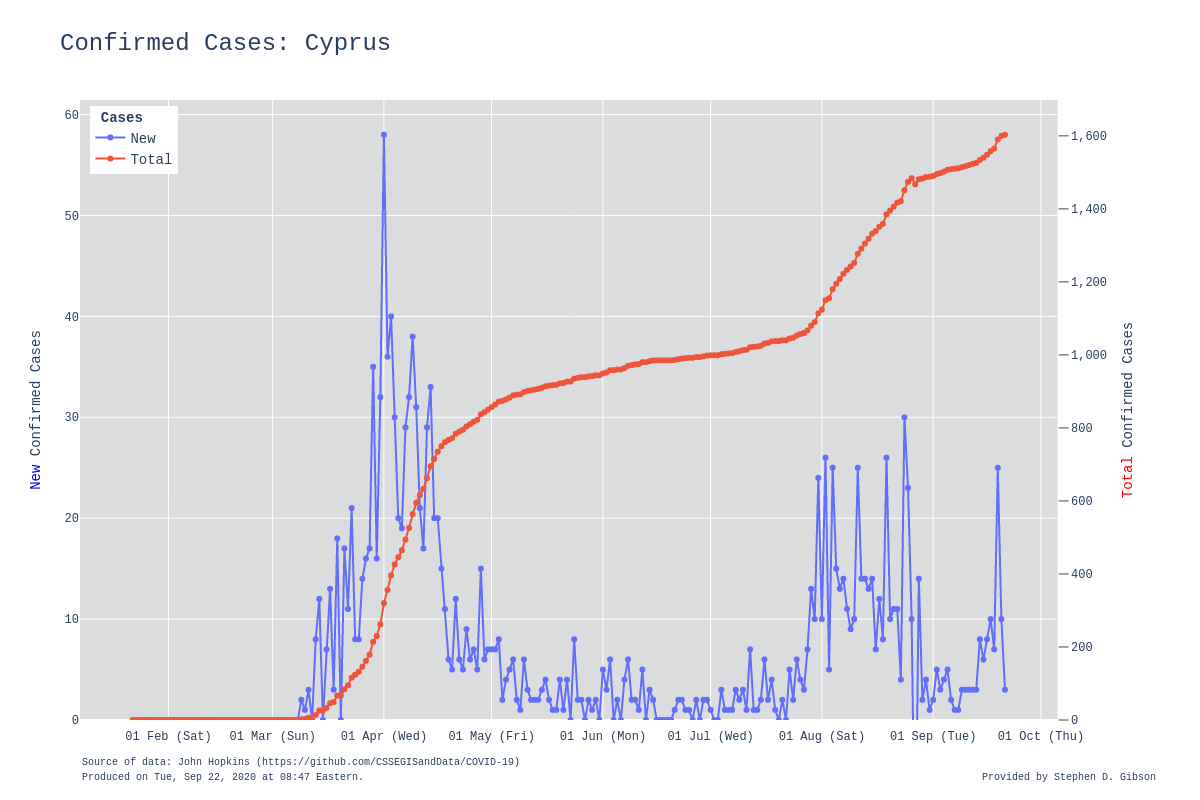 Confirmed Cases: Cyprus
Cases
New
Total
60
50
40
30
20
10
0
1,600
1,400
1,200
1,000
800
600
400
200
0
New Confirmed Cases
Total Confirmed Cases
01 Feb (Sat) 01 Mar (Sun) 01 Apr (Wed) 01 May (Fri) 01 Jun (Mon) 01 Jul (Wed) 01 Aug (Sat) 01 Sep (Tue) 01 Oct (Thu)
Source of data: John Hopkins (https://github.com/CSSEGISandData/COVID-19)
Produced on Tue, Sep 22, 2020 at 08:47 Eastern.
Provided by Stephen D. Gibson